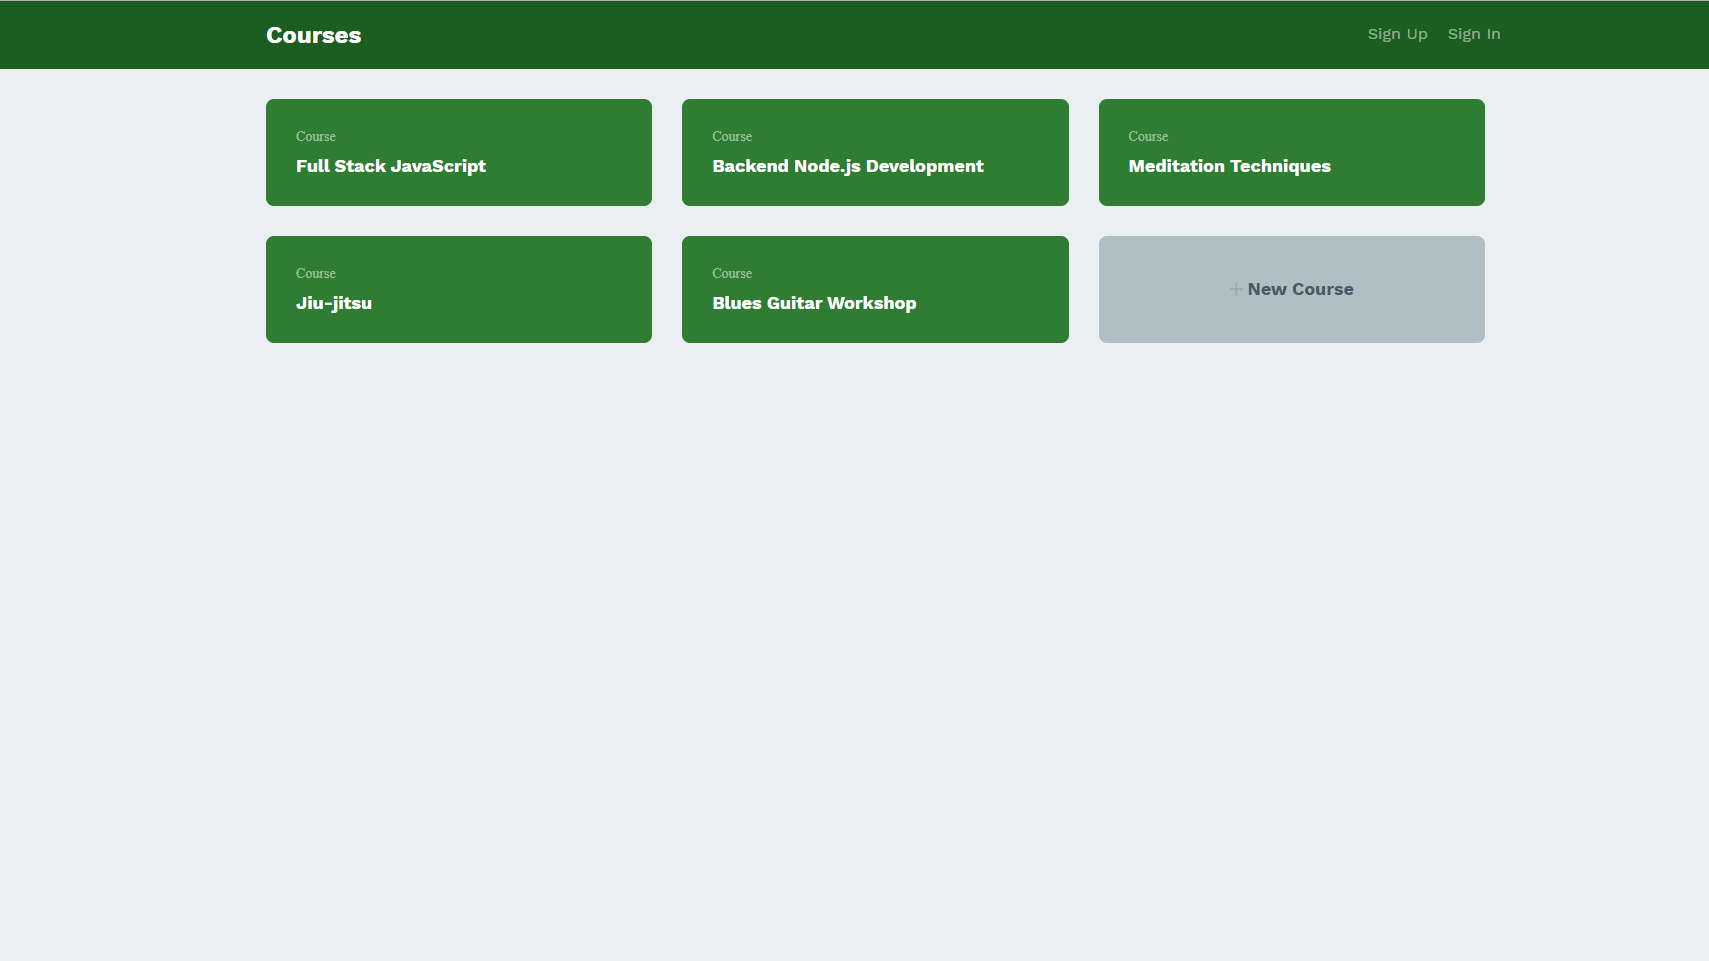 Courses
Sign Up
Sign In
Course
Full Stack JavaScript
Course
Backend Node.js Development
Course
Meditation Techniques
Course
Jiu-jitsu
Course
Blues Guitar Workshop
+ New Course